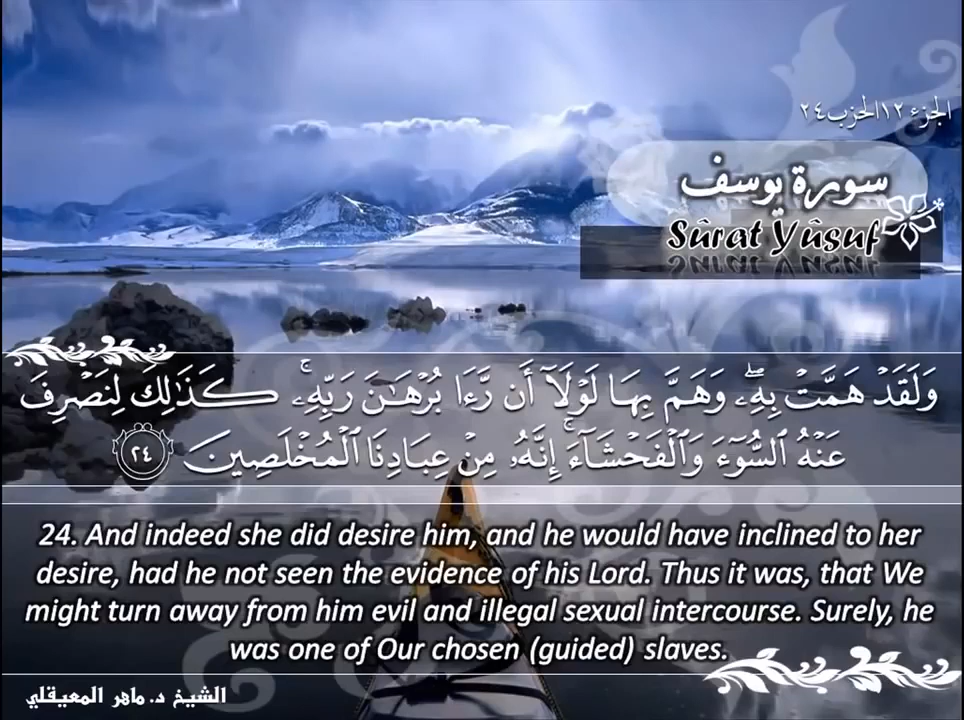 الجزء ١٢ الحزب ٢٤
سورة يوسف
Sûrat Yûsuf
وَلَقَدۡ هَمَّتۡ بِهِۦۖ وَهَمَّ بِهَا لَوۡلَآ أَن رَّءَا بُرۡهَٰنَ رَبِّهِۦۚ كَذَٰلِكَ لِنَصۡرِفَ
عَنۡهُ ٱلسُّوٓءَ وَٱلۡفَحۡشَآءَۚ إِنَّهُۥ مِنۡ عِبَادِنَا ٱلۡمُخۡلَصِينَ ٢٤
24. And indeed she did desire him, and he would have inclined to her
desire, had he not seen the evidence of his Lord. Thus it was, that We
might turn away from him evil and illegal sexual intercourse. Surely, he
was one of Our chosen (guided) slaves.
الشيخ د. ماهر المعيقلي